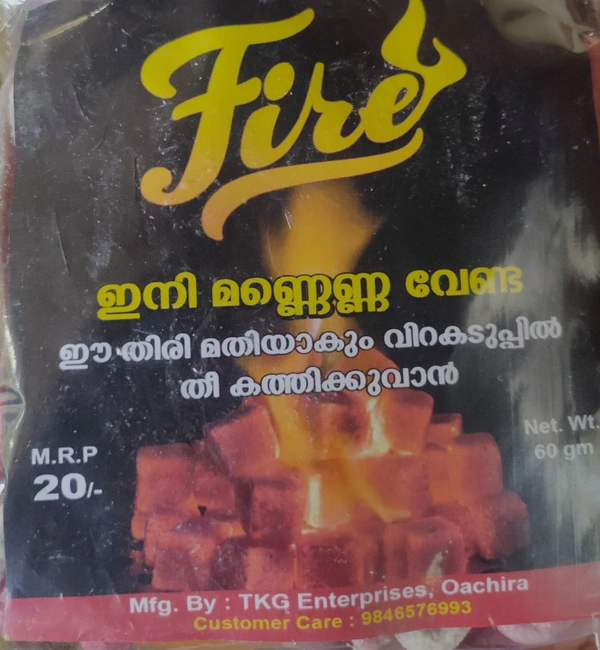 Fire
ഇനി മണ്ണെണ്ണ വേണ്ട
ഈ തിരി മതിയാകും വിറകടുപ്പിൽ
തീ കത്തിക്കുവാൻ
Net. Wt.
60 gm
M.R.P
20/-
Mfg. By : TKG Enterprises, Oachira
Customer Care : 9846576993